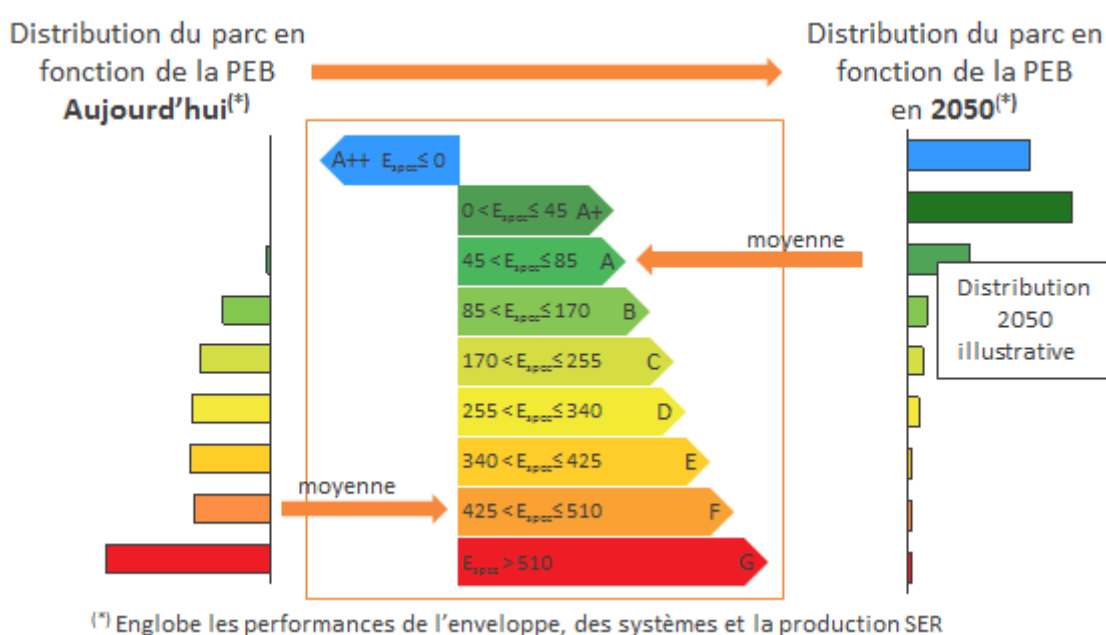 Distribution du parc en
fonction de la PEB
Aujourd'hui(*)
Distribution du parc en
fonction de la PEB
en 2050(*)
A++ Espec ≤ 0
0 < Espec ≤ 45 A+
45 < Espec ≤ 85 A
moyenne
85 < Espec ≤ 170 B
170 < Espec ≤ 255 C
255 < Espec ≤ 340 D
340 < Espec ≤ 425 E
moyenne
425 < Espec ≤ 510 F
Espec > 510 G
Distribution
2050
illustrative
(*) Englobe les performances de l'enveloppe, des systèmes et la production SER